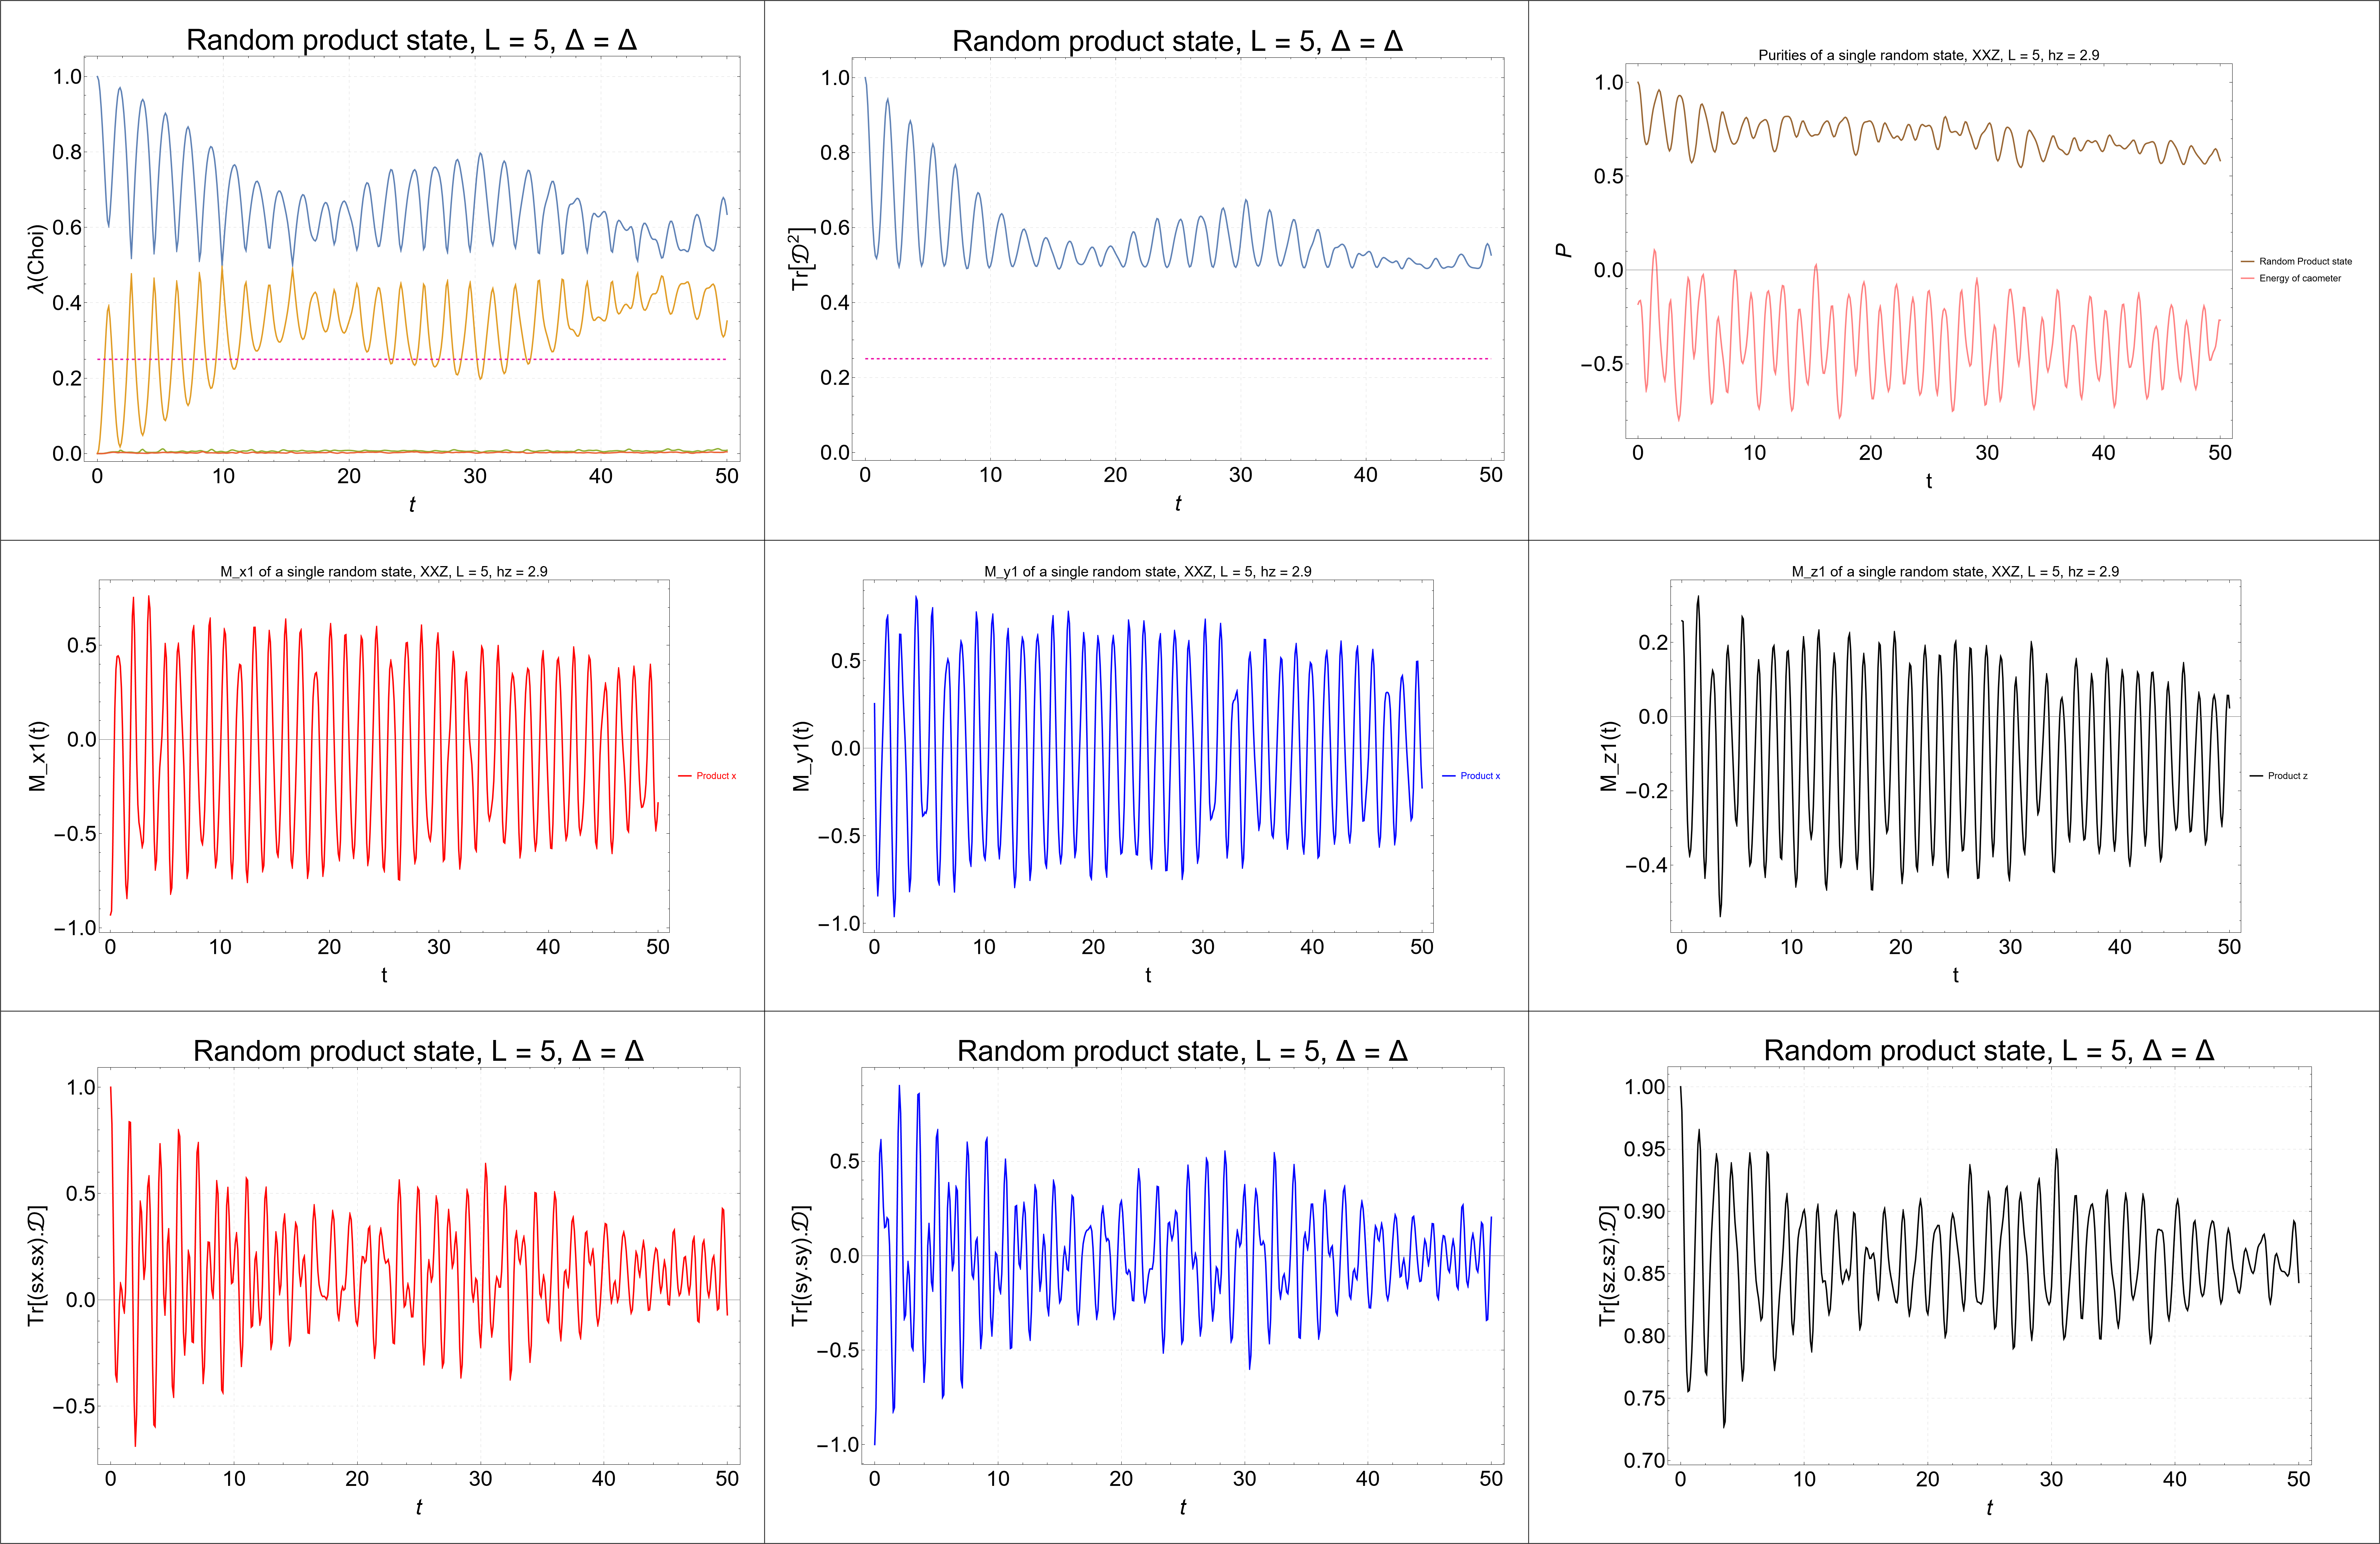 Random product state, L = 5, Δ = Δ
λ(Choi)
1.0
0.8
0.6
0.4
0.2
0.0
0 10 20 30 40 50
t
Random product state, L = 5, Δ = Δ
Tr[𝒟²]
1.0
0.8
0.6
0.4
0.2
0.0
0 10 20 30 40 50
t
Purities of a single random state, XXZ, L = 5, hz = 2.9
P
1.0
0.5
0.0
−0.5
0 10 20 30 40 50
t
Random Product state
Energy of caometer
M_x1 of a single random state, XXZ, L = 5, hz = 2.9
M_x1(t)
0.5
0.0
−0.5
−1.0
0 10 20 30 40 50
t
Product x
M_y1 of a single random state, XXZ, L = 5, hz = 2.9
M_y1(t)
0.5
0.0
−0.5
−1.0
0 10 20 30 40 50
t
Product x
M_z1 of a single random state, XXZ, L = 5, hz = 2.9
M_z1(t)
0.2
0.0
−0.2
−0.4
0 10 20 30 40 50
t
Product z
Random product state, L = 5, Δ = Δ
Tr[(sx.sx).𝒟]
1.0
0.5
0.0
−0.5
0 10 20 30 40 50
t
Random product state, L = 5, Δ = Δ
Tr[(sy.sy).𝒟]
0.5
0.0
−0.5
−1.0
0 10 20 30 40 50
t
Random product state, L = 5, Δ = Δ
Tr[(sz.sz).𝒟]
1.00
0.95
0.90
0.85
0.80
0.75
0.70
0 10 20 30 40 50
t